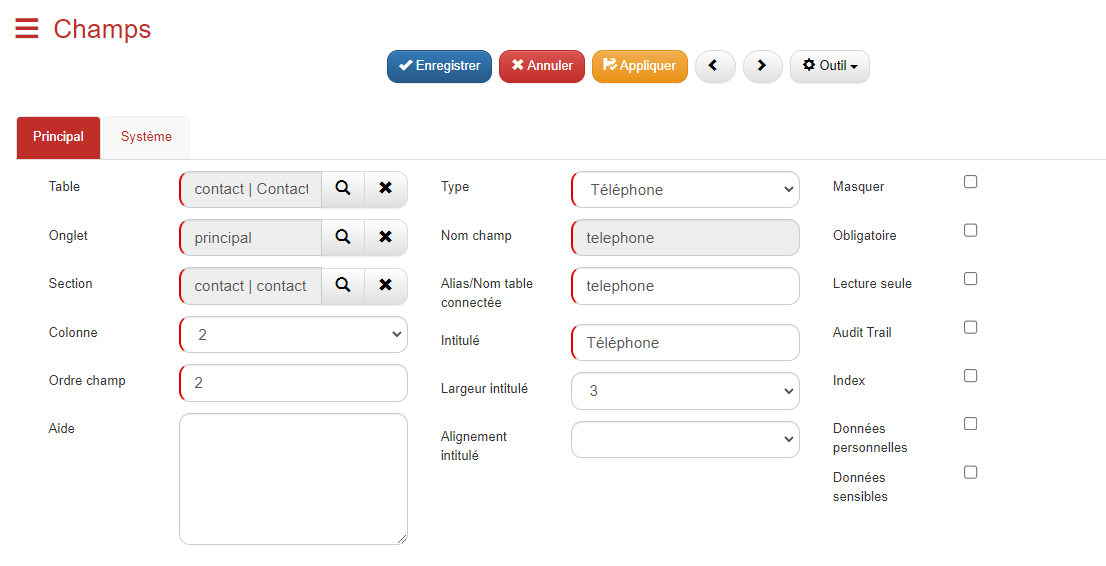 Champs
Enregistrer
Annuler
Appliquer
Outil
Principal
Système
Table
contact | Contact
Onglet
principal
Section
contact | contact
Colonne
2
Ordre champ
2
Aide
Type
Téléphone
Nom champ
telephone
Alias/Nom table
connectée
telephone
Intitulé
Téléphone
Largeur intitulé
3
Alignement
intitulé
Masquer
Obligatoire
Lecture seule
Audit Trail
Index
Données
personnelles
Données
sensibles